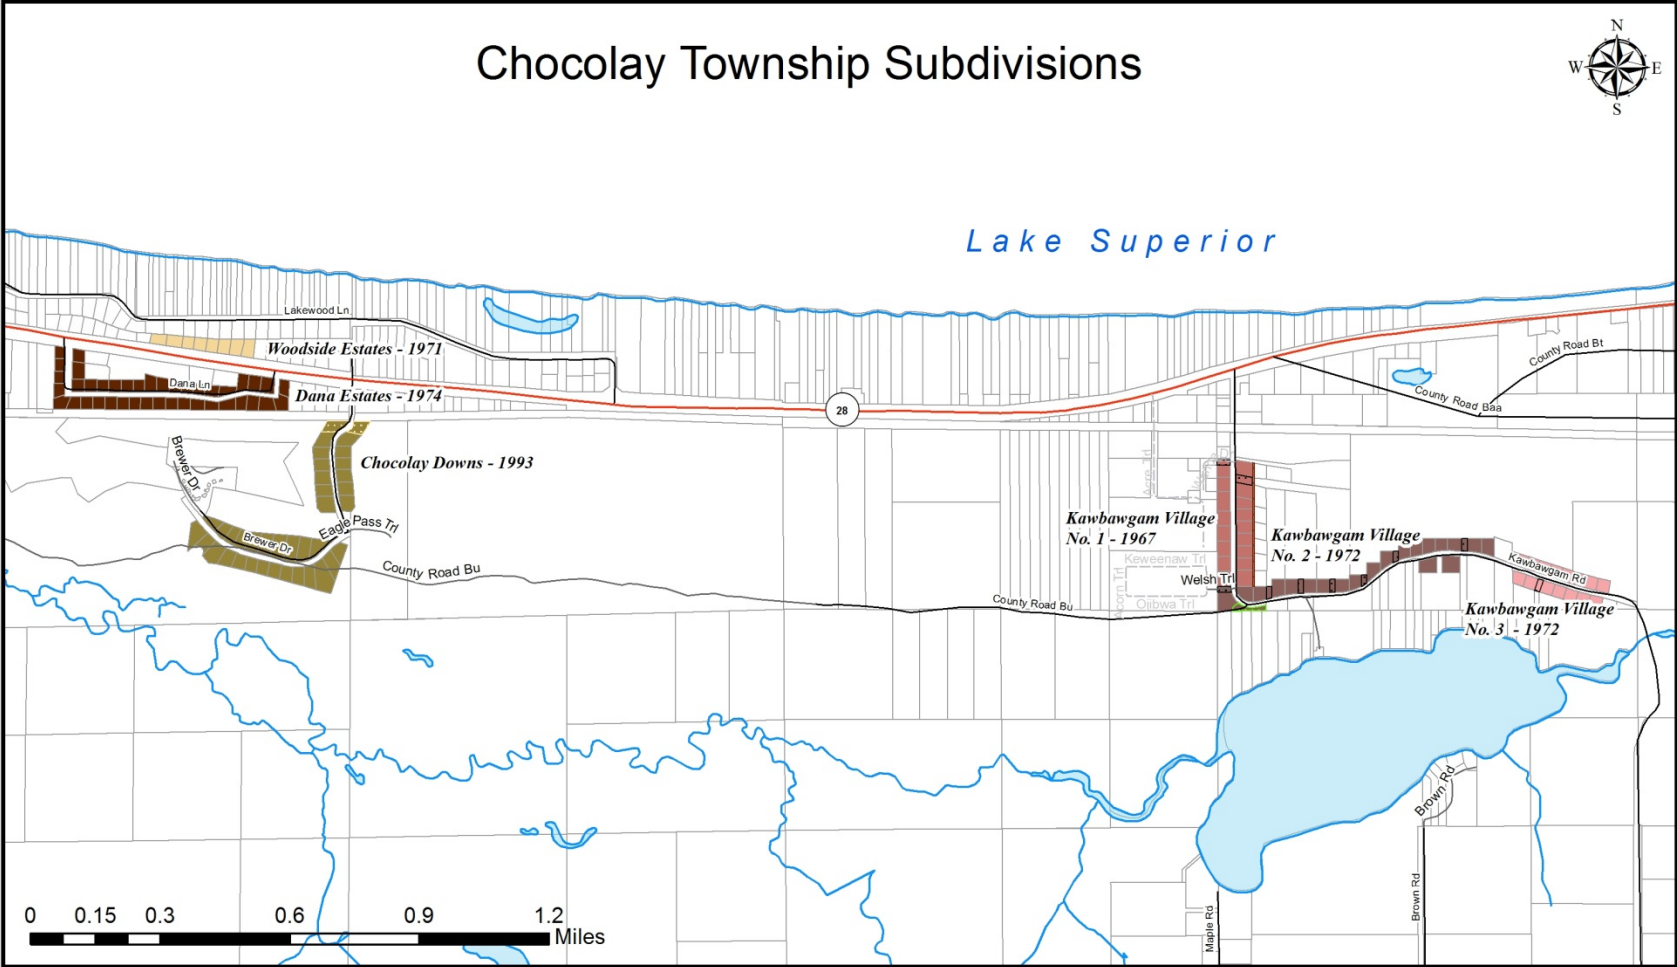 Chocolay Township Subdivisions
N
W E
S
Lake Superior
Lakewood Ln
Woodside Estates - 1971
County Road Bt
Dana Ln
Dana Estates - 1974
County Road Baa
28
Brewer Dr
Chocolay Downs - 1993
Acre Trl
Kawbawgam Village
No. 1 - 1967
Eagle Pass Trl
Brewer Dr
Kawbawgam Village
No. 2 - 1972
Keweenaw Trl
Kawbawgam Rd
County Road Bu
Welsh Trl
Acorn Trl
Ojibwa Trl
County Road Bu
Kawbawgam Village
No. 3 - 1972
Brown Rd
Brown Rd
Maple Rd
0 0.15 0.3 0.6 0.9 1.2
Miles